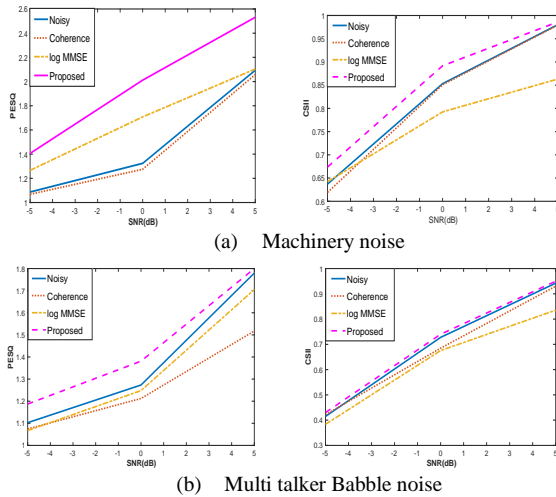 2.6
2.4
2.2
2
1.8
1.6
1.4
1.2
1
PESQ
-5 -4 -3 -2 -1 0 1 2 3 4 5
SNR(dB)
Noisy
Coherence
log MMSE
Proposed
1
0.95
0.9
0.85
0.8
0.75
0.7
0.65
0.6
CSII
-5 -4 -3 -2 -1 0 1 2 3 4 5
SNR(dB)
Noisy
Coherence
log MMSE
Proposed
(a) Machinery noise
1.8
1.7
1.6
1.5
1.4
1.3
1.2
1.1
1
PESQ
-5 -4 -3 -2 -1 0 1 2 3 4 5
SNR(dB)
Noisy
Coherence
log MMSE
Proposed
1
0.9
0.8
0.7
0.6
0.5
0.4
0.3
CSII
-5 -4 -3 -2 -1 0 1 2 3 4 5
SNR(dB)
Noisy
Coherence
log MMSE
Proposed
(b) Multi talker Babble noise